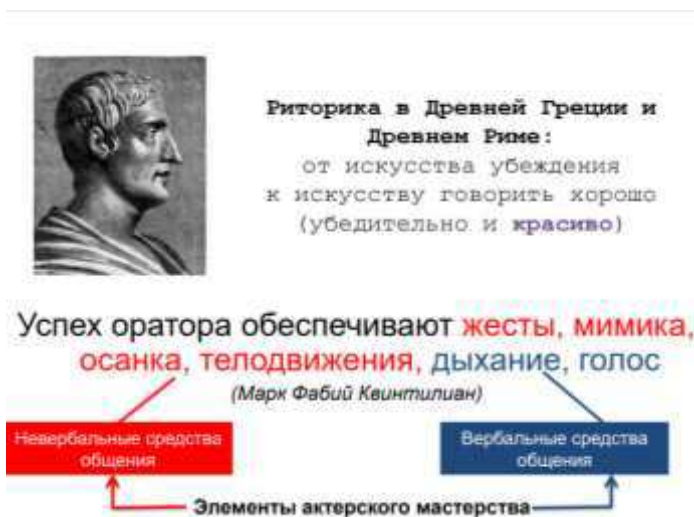 Риторика в Древней Греции и
Древнем Риме:
от искусства убеждения
к искусству говорить хорошо
(убедительно и красиво)
Успех оратора обеспечивают жесты, мимика,
осанка, телодвижения, дыхание, голос
(Марк Фабий Квинтилиан)
Невербальные средства
общения
Вербальные средства
общения
Элементы актерского мастерства